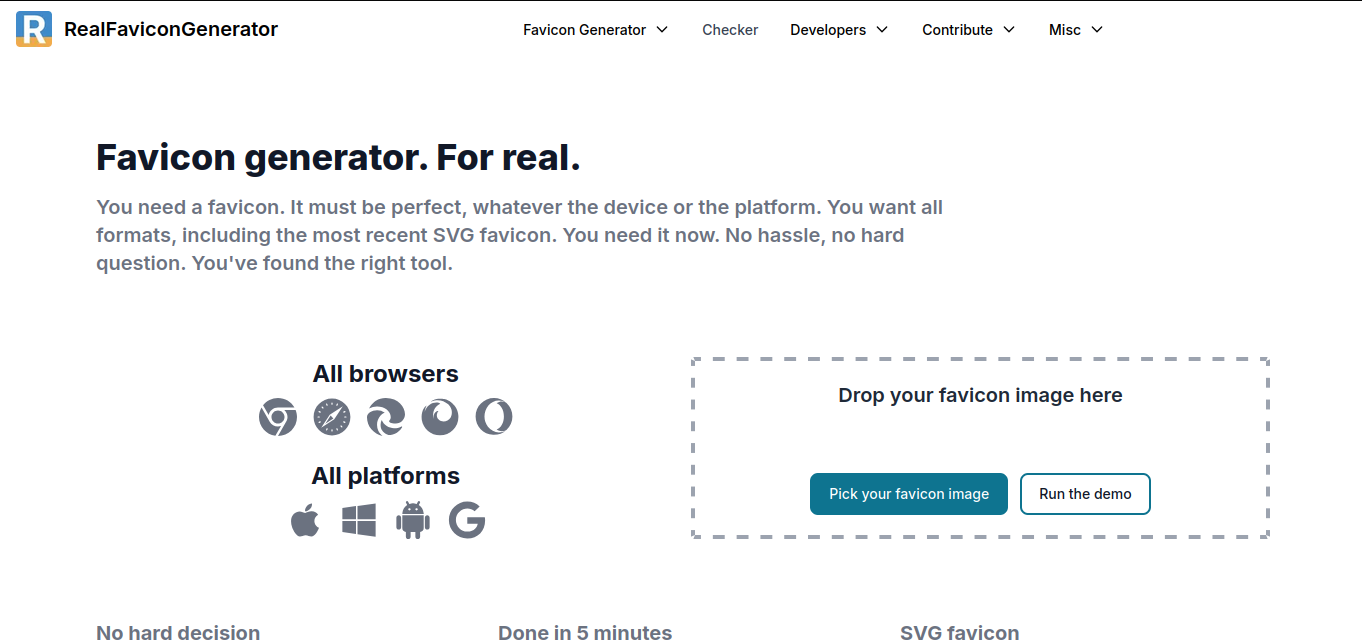 RealFaviconGenerator
Favicon Generator
Checker
Developers
Contribute
Misc
Favicon generator. For real.
You need a favicon. It must be perfect, whatever the device or the platform. You want all
formats, including the most recent SVG favicon. You need it now. No hassle, no hard
question. You've found the right tool.
All browsers
All platforms
Drop your favicon image here
Pick your favicon image
Run the demo
No hard decision
Done in 5 minutes
SVG favicon